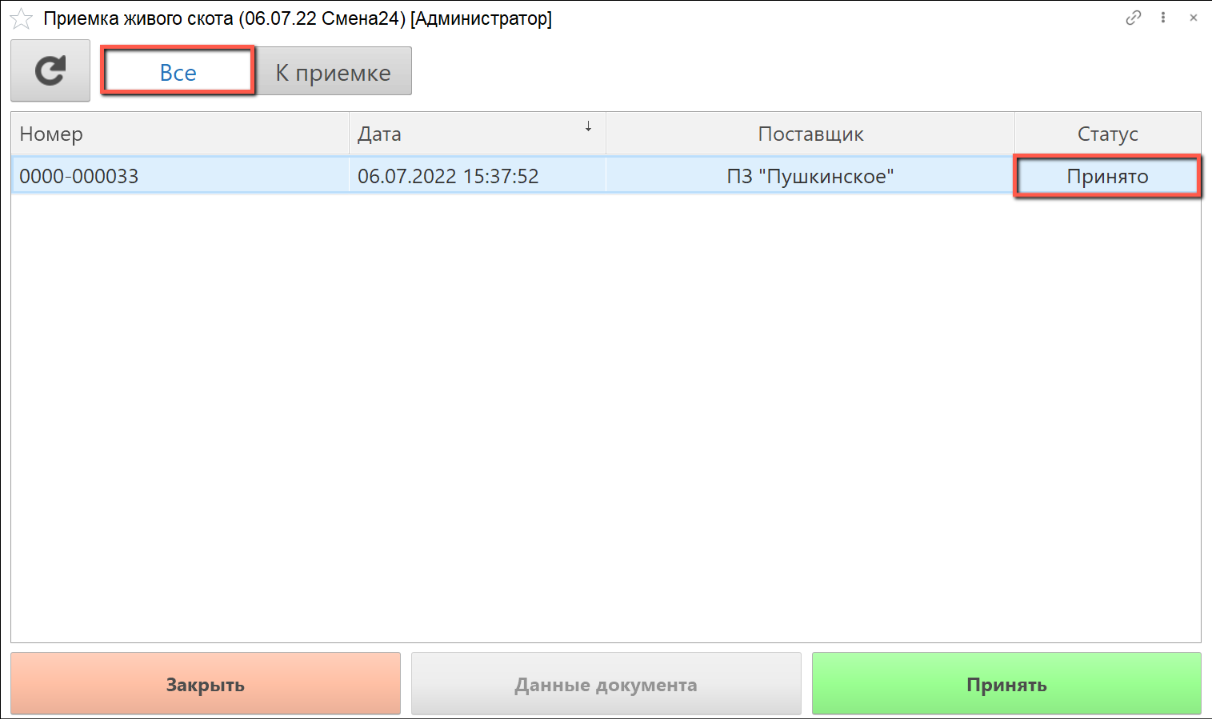 Приемка живого скота (06.07.22 Смена24) [Администратор]
Все К приемке
Номер Дата ↓ Поставщик Статус
0000-000033 06.07.2022 15:37:52 ПЗ "Пушкинское" Принято
Закрыть Данные документа Принять